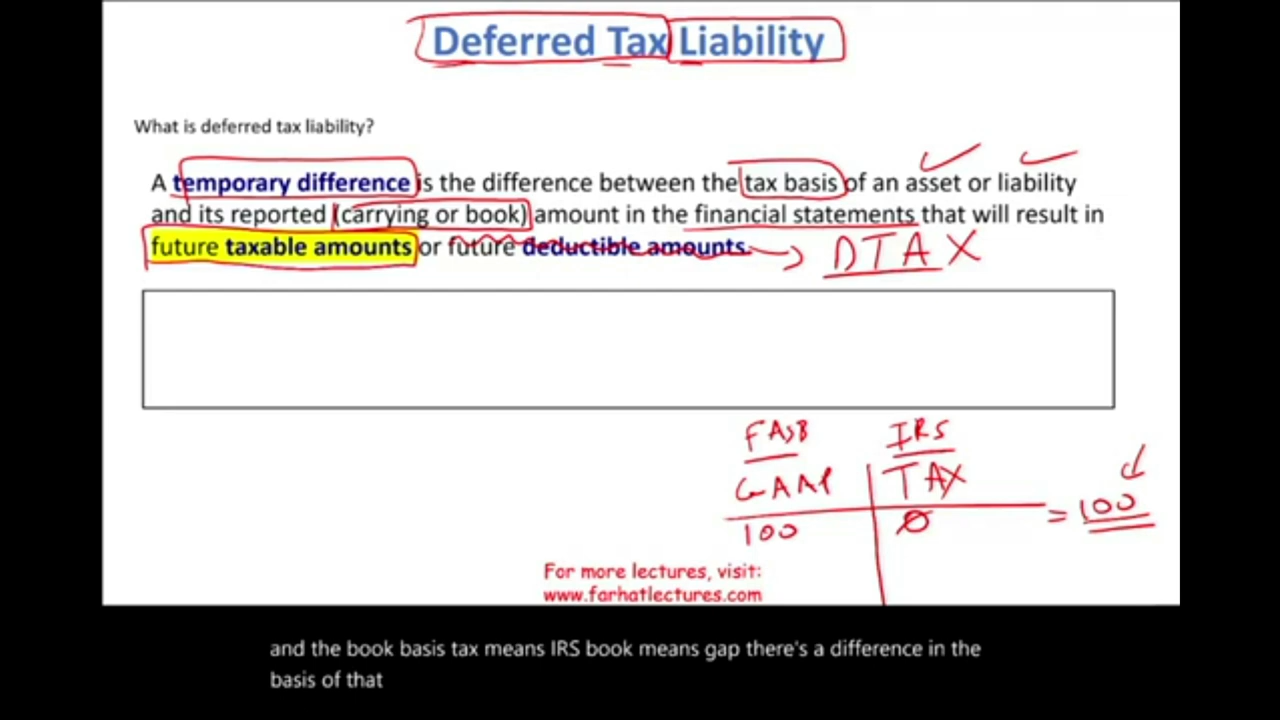 Deferred Tax Liability
What is deferred tax liability?
A temporary difference is the difference between the tax basis of an asset or liability
and its reported (carrying or book) amount in the financial statements that will result in
future taxable amounts or future deductible amounts.
DTAX
FASB IRS
GAAP TAX
100 0 = 100
For more lectures, visit:
www.farhatlectures.com
and the book basis tax means IRS book means gap there's a difference in the
basis of that